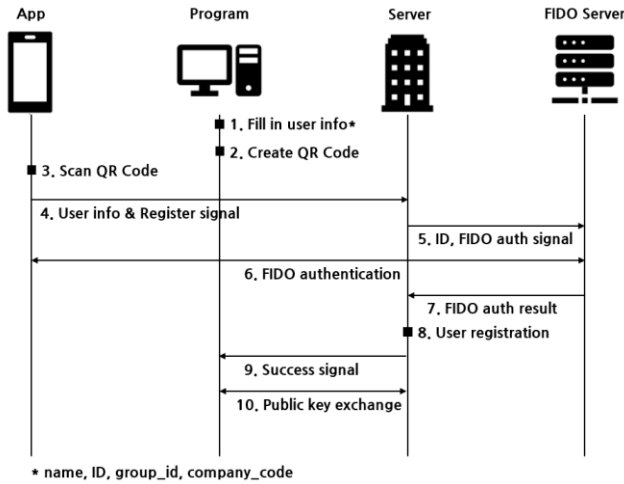 App
Program
Server
FIDO Server
1. Fill in user info*
2. Create QR Code
3. Scan QR Code
4. User info & Register signal
5. ID, FIDO auth signal
6. FIDO authentication
7. FIDO auth result
8. User registration
9. Success signal
10. Public key exchange
* name, ID, group_id, company_code